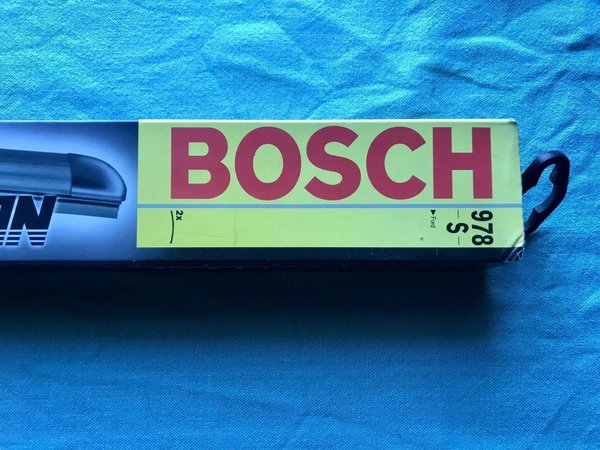 BOSCH
2x
▶ Ford
978
- S -